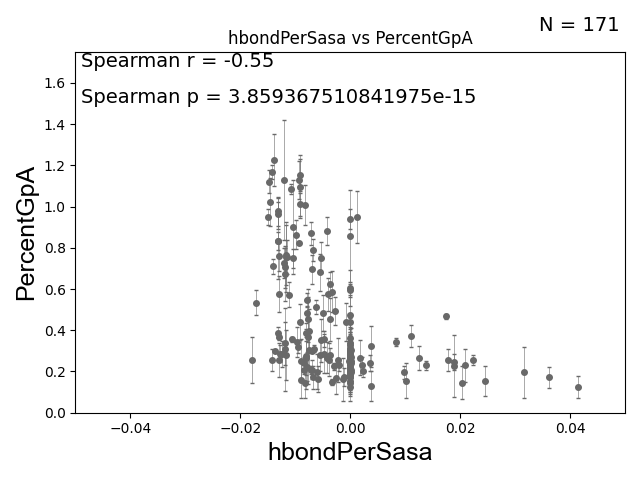 N = 171
hbondPerSasa vs PercentGpA
Spearman r = -0.55
Spearman p = 3.859367510841975e-15
PercentGpA
1.6
1.4
1.2
1.0
0.8
0.6
0.4
0.2
0.0
−0.04
−0.02
0.00
0.02
0.04
hbondPerSasa